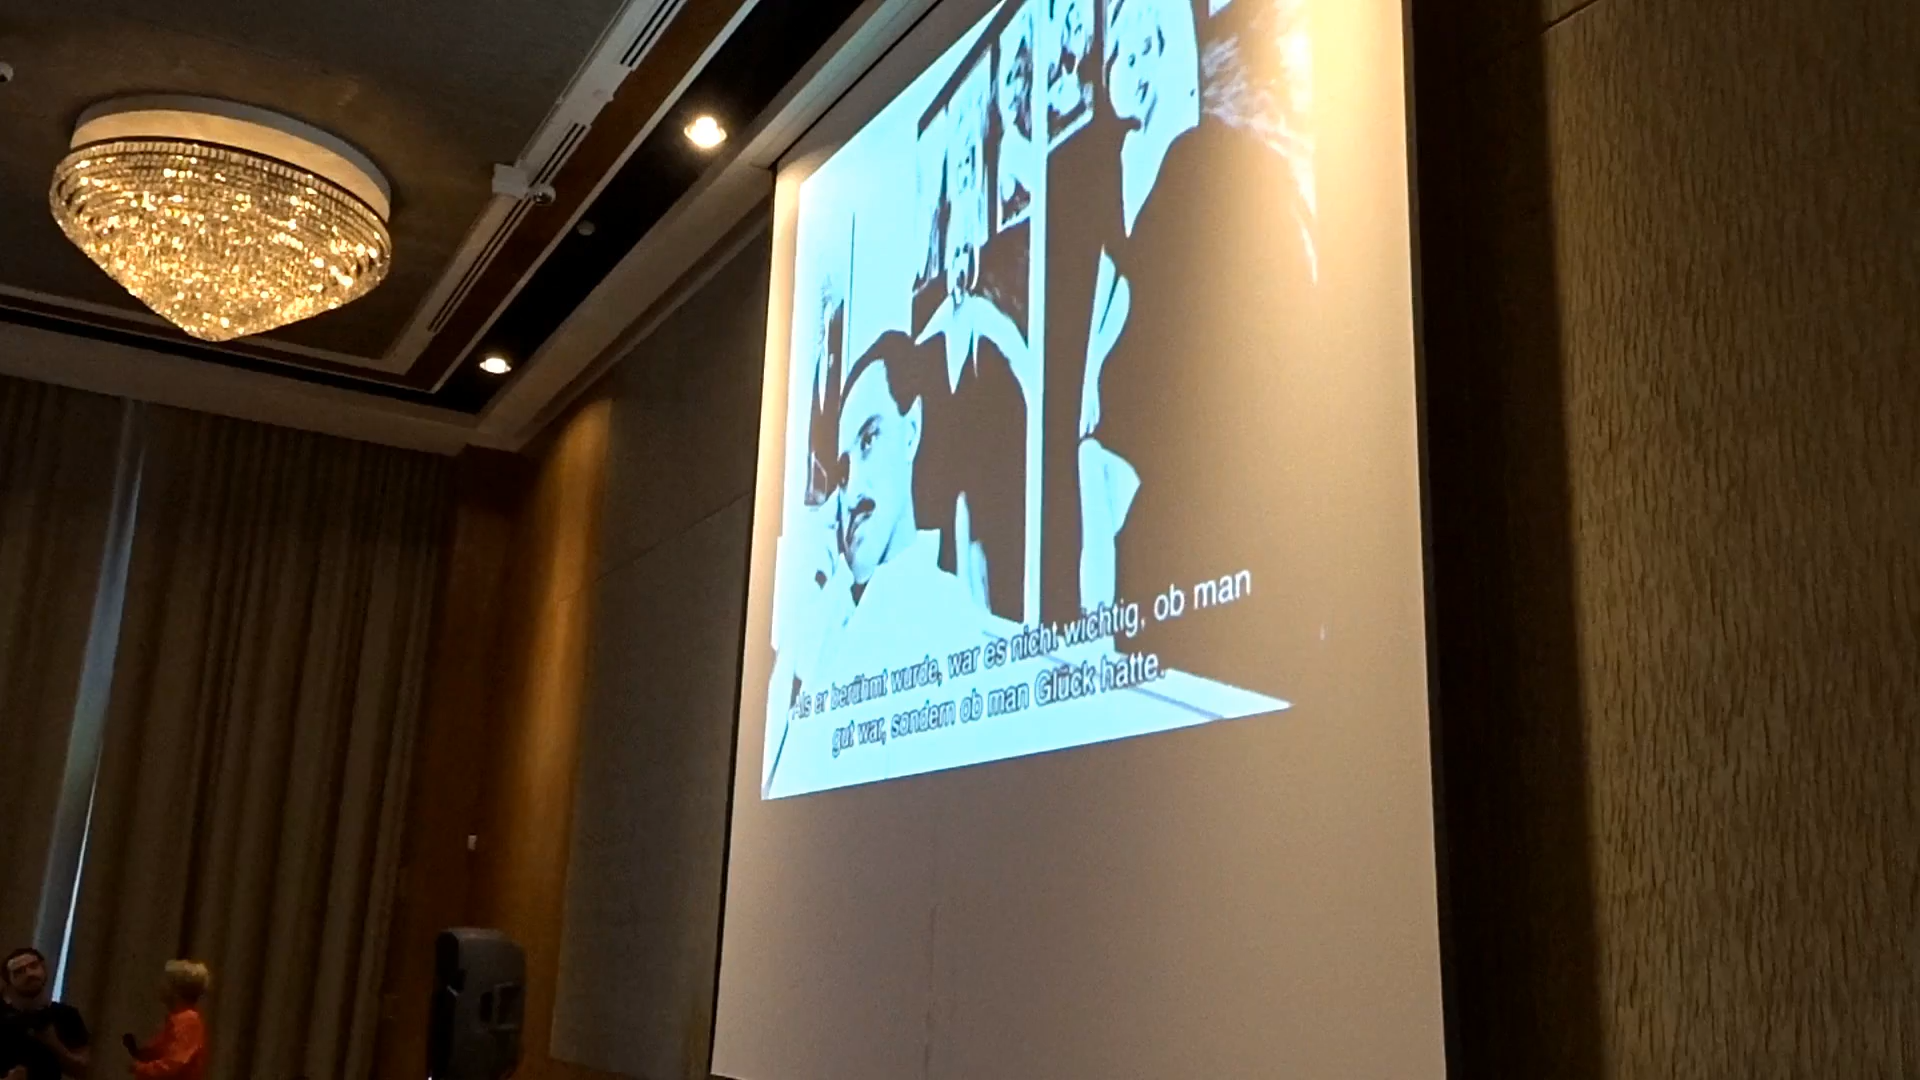 Als er berühmt wurde, war es nicht wichtig, ob man
gut war, sondern ob man Glück hatte.